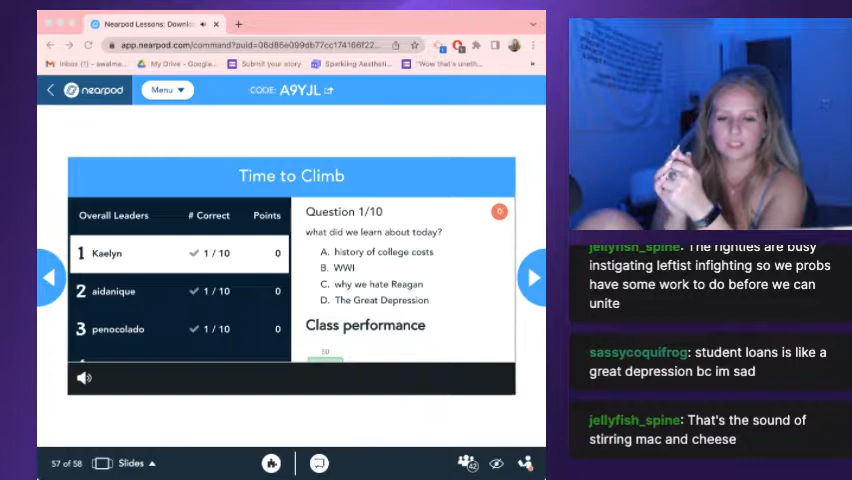 Nearpod Lessons: Downlo
app.nearpod.com/command?puid=06d85e099db77cc174166f22...
Inbox (1) - swalma...
My Drive - Google...
Submit your story
Sparkling Aestheti...
"Wow that's uneth...
»
nearpod
Menu
CODE: A9YJL
Time to Climb
Overall Leaders # Correct Points
1 Kaelyn 1 / 10 0
2 aidanique 1 / 10 0
3 penocolado 1 / 10 0
Question 1/10
0
what did we learn about today?
A. history of college costs
B. WWI
C. why we hate Reagan
D. The Great Depression
Class performance
50
57 of 58
Slides
42
jellyfish_spine: The righties are busy
instigating leftist infighting so we probs
have some work to do before we can
unite
sassycoquifrog: student loans is like a
great depression bc im sad
jellyfish_spine: That's the sound of
stirring mac and cheese